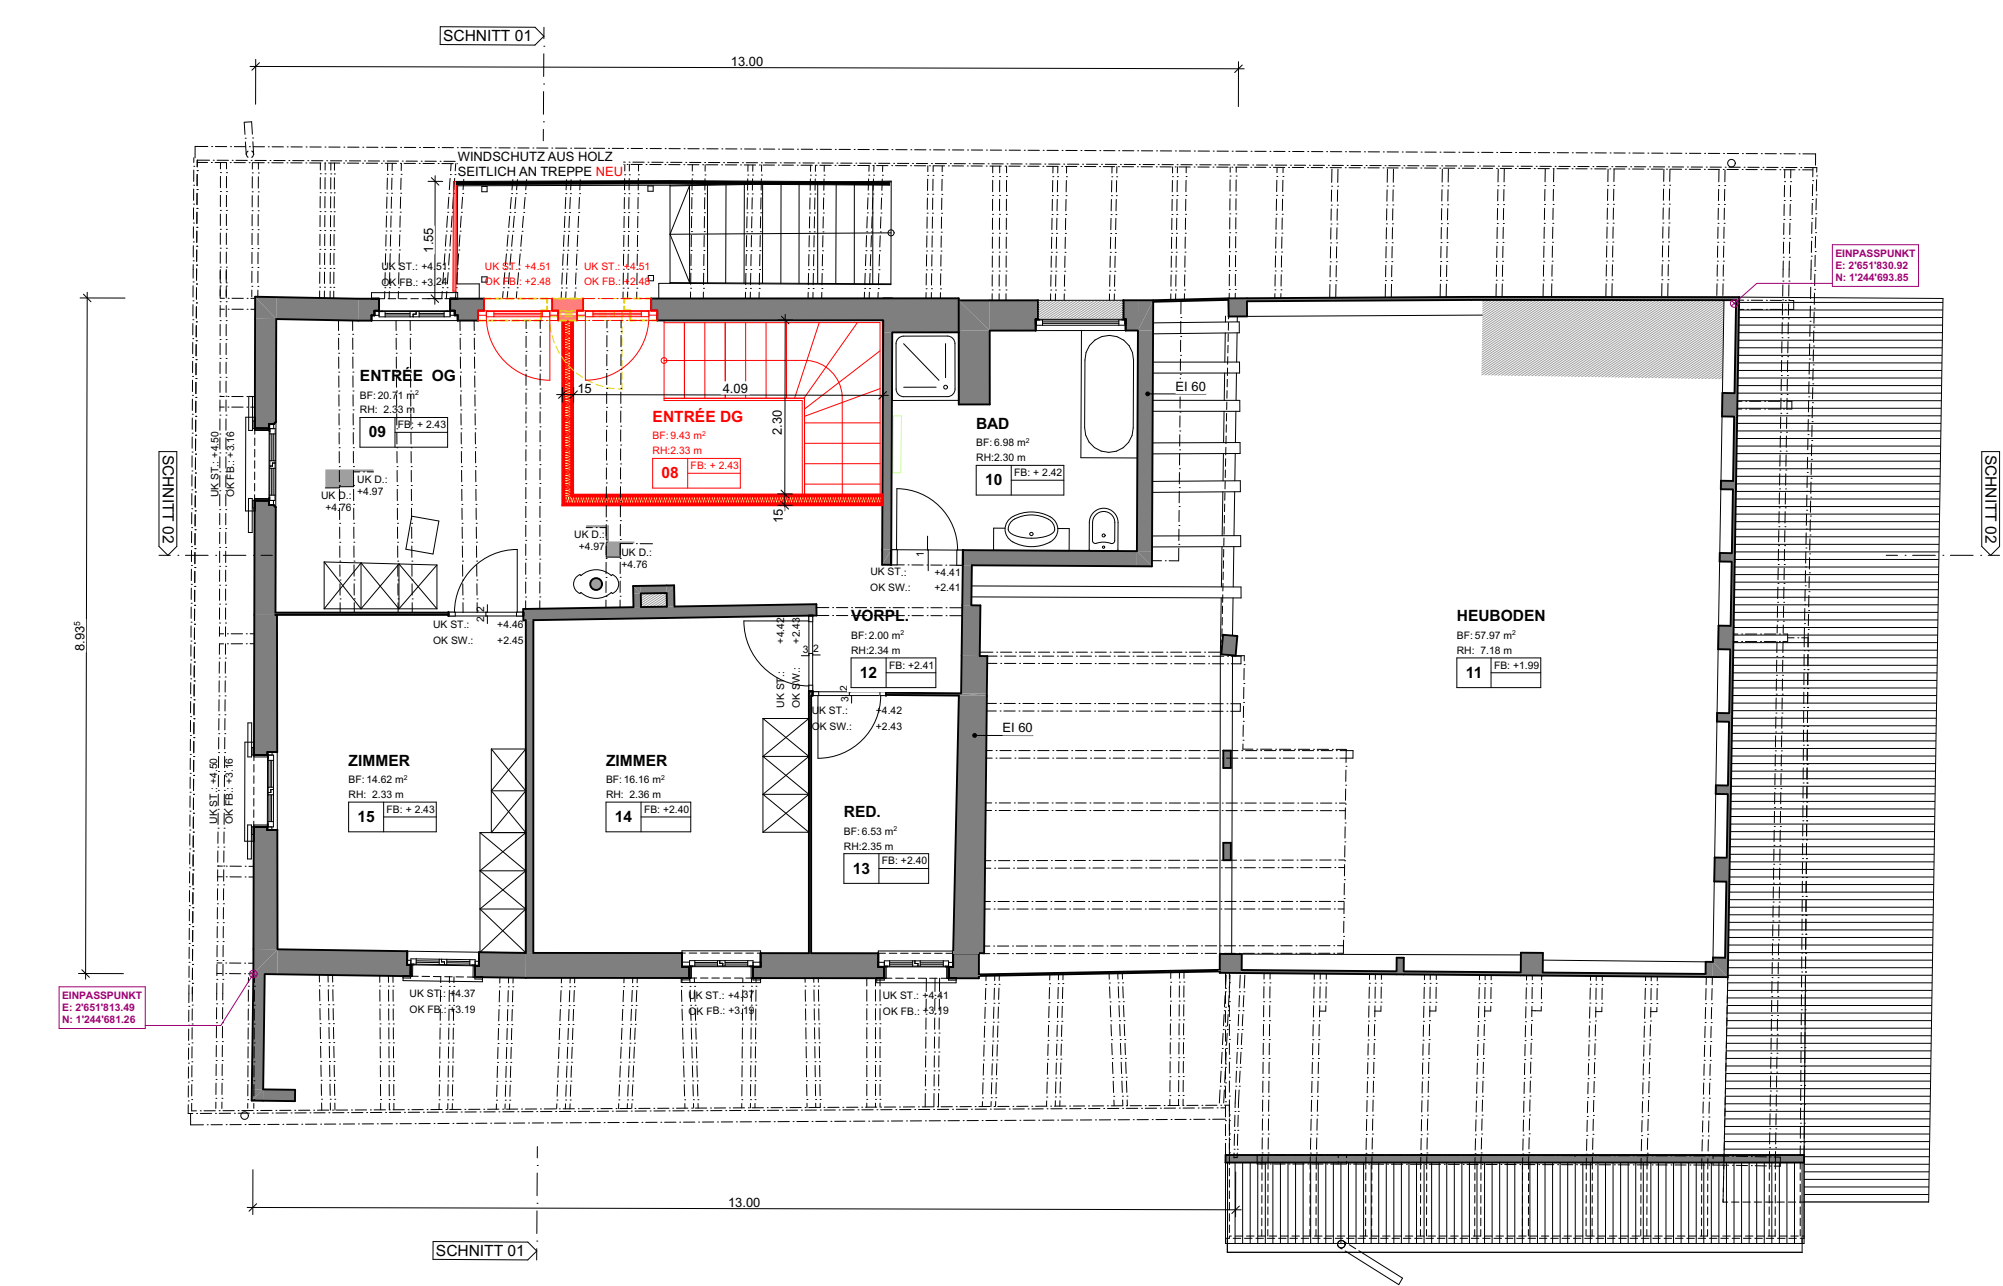 SCHNITT 01
13.00
WINDSCHUTZ AUS HOLZ
SEITLICH AN TREPPE NEU
1.55
UK ST.: +4.51
OK FB.: +3.24
UK ST.: +4.51
OK FB.: +2.48
UK ST.: +4.51
OK FB.: +2.48
EINPASSPUNKT
E: 2'651'830.92
N: 1'244'693.85
ENTRÉE OG
BF: 20.71 m²
RH: 2.33 m
09 FB: + 2.43
15
4.09
2.30
15
ENTRÉE DG
BF: 9.43 m²
RH:2.33 m
08 FB: + 2.43
BAD
BF: 6.98 m²
RH:2.30 m
10 FB: + 2.42
EI 60
UK ST.: +4.50
OK FB.: +3.16
SCHNITT 02
SCHNITT 02
UK D.:
+4.97
UK D.:
+4.76
UK D.:
+4.97
UK D.:
+4.76
1
UK ST.: +4.41
OK SW.: +2.41
8.93⁵
2.2
UK ST.: +4.46
OK SW.: +2.45
VORPL.
BF: 2.00 m²
RH:2.34 m
12 FB: +2.41
UK ST.: +4.42
OK SW.: +2.43
3.2
3.2
UK ST.: +4.42
OK SW.: +2.43
HEUBODEN
BF: 57.97 m²
RH: 7.18 m
11 FB: +1.99
EI 60
ZIMMER
BF: 14.62 m²
RH: 2.33 m
15 FB: + 2.43
ZIMMER
BF: 16.16 m²
RH: 2.36 m
14 FB: +2.40
RED.
BF: 6.53 m²
RH:2.35 m
13 FB: +2.40
UK ST.: +4.50
OK FB.: +3.16
EINPASSPUNKT
E: 2'651'813.49
N: 1'244'681.26
UK ST.: +4.37
OK FB.: +3.19
UK ST.: +4.37
OK FB.: +3.19
UK ST.: +4.41
OK FB.: +3.19
13.00
SCHNITT 01